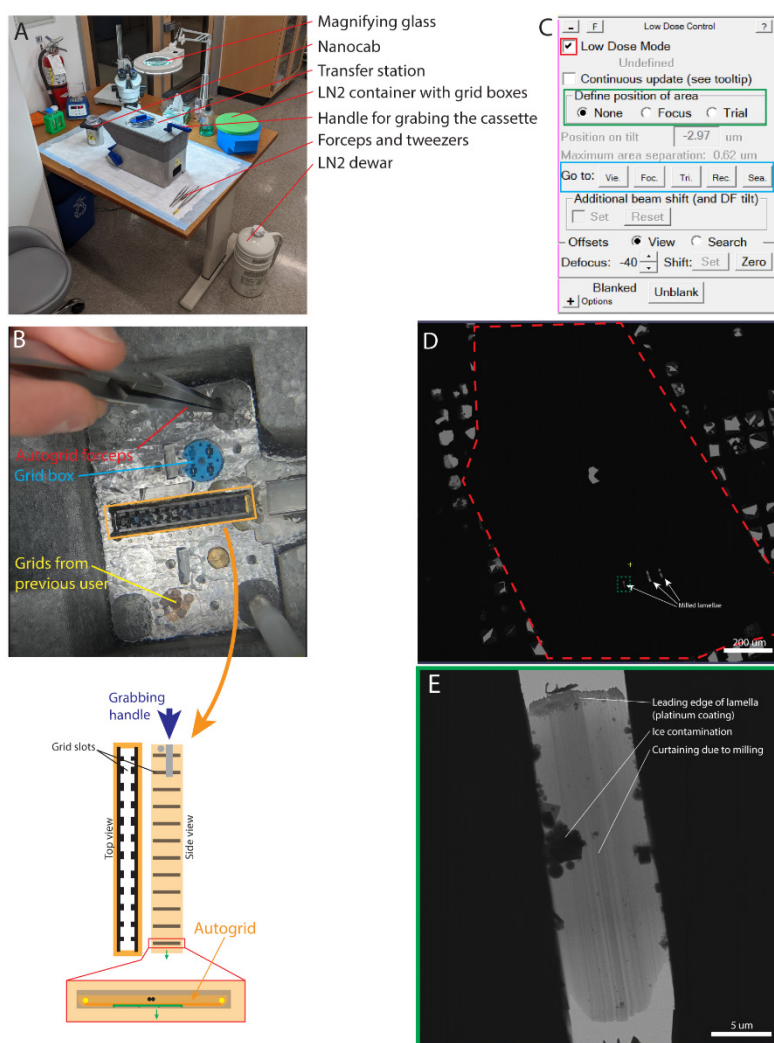 A
Magnifying glass
Nanocab
Transfer station
LN2 container with grid boxes
Handle for grabing the cassette
Forceps and tweezers
LN2 dewar
B
Autogrid forceps
Grid box
Grids from
previous user
Grabbing
handle
Grid slots
Top view
Side view
Autogrid
C
– F Low Dose Control ?
Low Dose Mode
Undefined
Continuous update (see tooltip)
Define position of area
None Focus Trial
Position on tilt -2.97 um
Maximum area separation: 0.62 um
Go to: Vie. Foc. Tri. Rec. Sea.
Additional beam shift (and DF tilt)
Set Reset
Offsets View Search
Defocus: -40 Shift: Set Zero
Blanked Unblank
+ Options
D
Milled lamellae
200 um
E
Leading edge of lamella
(platinum coating)
Ice contamination
Curtaining due to milling
5 um